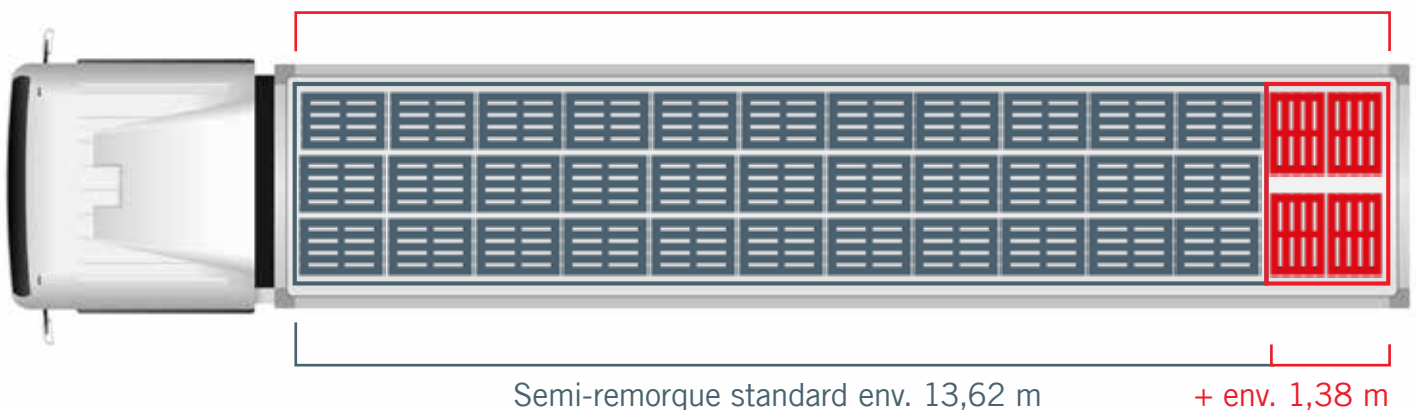 Semi-remorque standard env. 13,62 m
+ env. 1,38 m